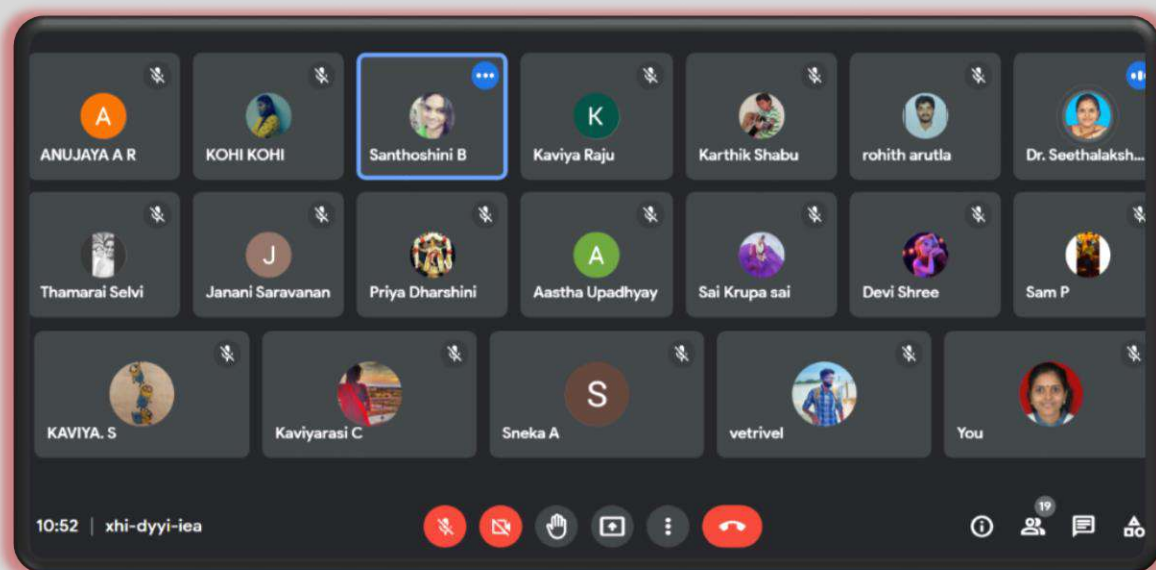 A
K
ANUJAYA A R
KOHI KOHI
Santhoshini B
Kaviya Raju
Karthik Shabu
rohith arutla
Dr. Seethalaksh...
J
A
Thamarai Selvi
Janani Saravanan
Priya Dharshini
Aastha Upadhyay
Sai Krupa sai
Devi Shree
Sam P
S
KAVIYA. S
Kaviyarasi C
Sneka A
vetrivel
You
10:52 | xhi-dyyi-iea
19